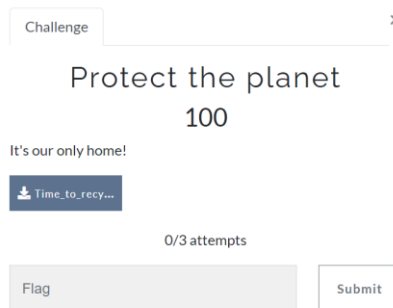 Challenge
Protect the planet
100
It's our only home!
Time_to_recy...
0/3 attempts
Flag
Submit